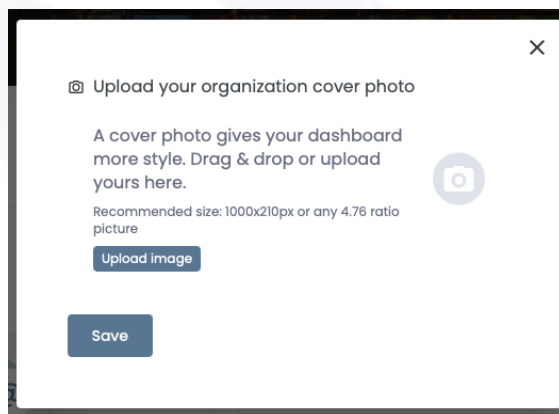 Upload your organization cover photo
A cover photo gives your dashboard
more style. Drag & drop or upload
yours here.
Recommended size: 1000x210px or any 4.76 ratio
picture
Upload image
Save